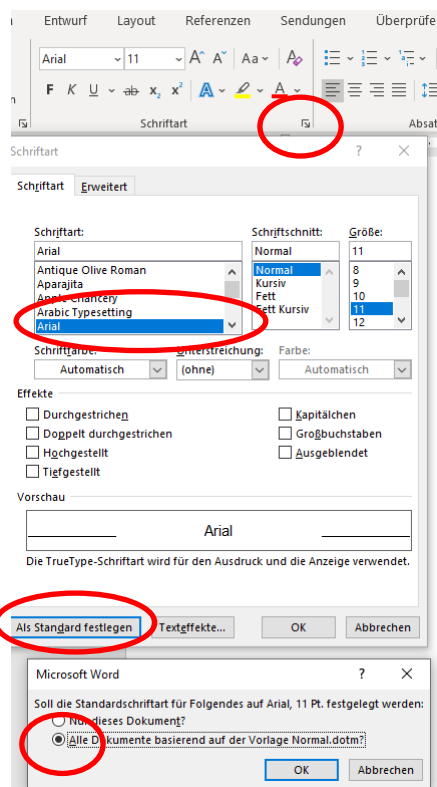 Entwurf Layout Referenzen Sendungen Überprüfe
Arial 11 A A Aa A
F K U ab x₂ x² A A
Schriftart Absat
Schriftart ? ×
Schriftart Erweitert
Schriftart: Schriftschnitt: Größe:
Arial Normal 11
Antique Olive Roman Normal 8
Aparajita Kursiv 9
Apple Chancery Fett 10
Arabic Typesetting Fett Kursiv 11
Arial 12
Schriftfarbe: Unterstreichung: Farbe:
Automatisch (ohne) Automatisch
Effekte
Durchgestrichen Kapitälchen
Doppelt durchgestrichen Großbuchstaben
Hochgestellt Ausgeblendet
Tiefgestellt
Vorschau
Arial
Die TrueType-Schriftart wird für den Ausdruck und die Anzeige verwendet.
Als Standard festlegen Texteffekte... OK Abbrechen
Microsoft Word ? ×
Soll die Standardschriftart für Folgendes auf Arial, 11 Pt. festgelegt werden:
Nur dieses Dokument?
Alle Dokumente basierend auf der Vorlage Normal.dotm?
OK Abbrechen